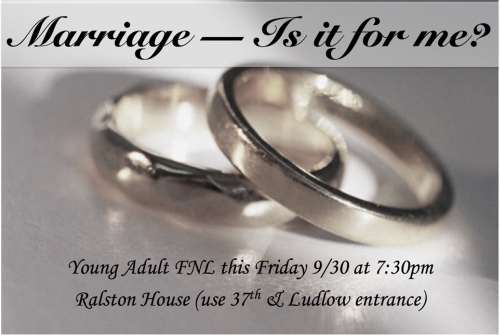 Marriage — Is it for me?
Young Adult FNL this Friday 9/30 at 7:30pm
Ralston House (use 37th & Ludlow entrance)